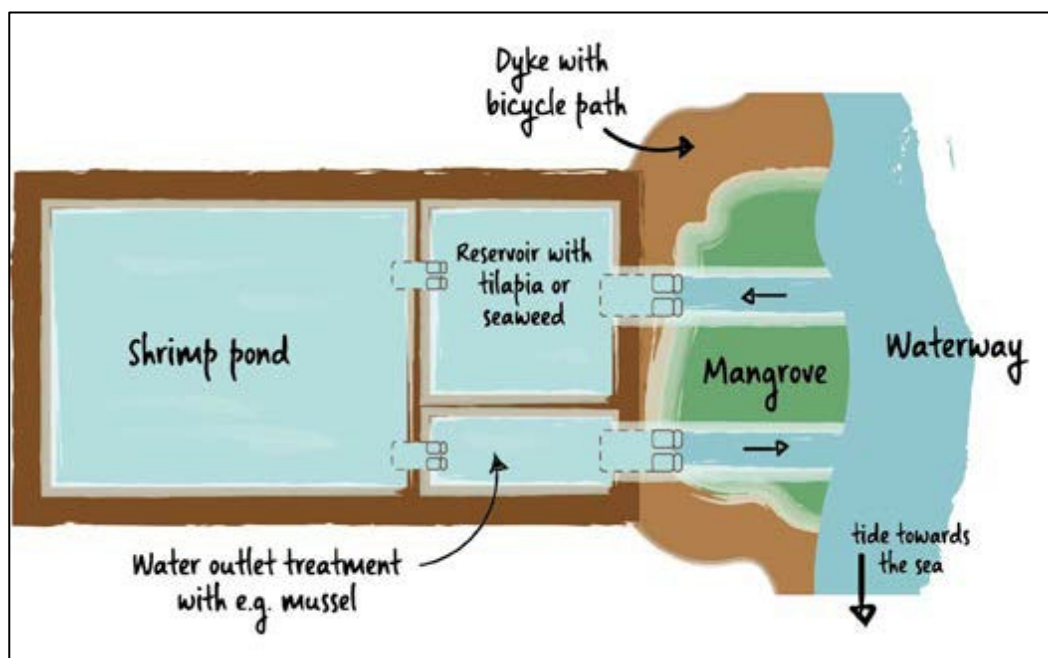 Dyke with
bicycle path
Reservoir with
tilapia or
seaweed
Shrimp pond
Mangrove
Waterway
Water outlet treatment
with e.g. mussel
tide towards
the sea